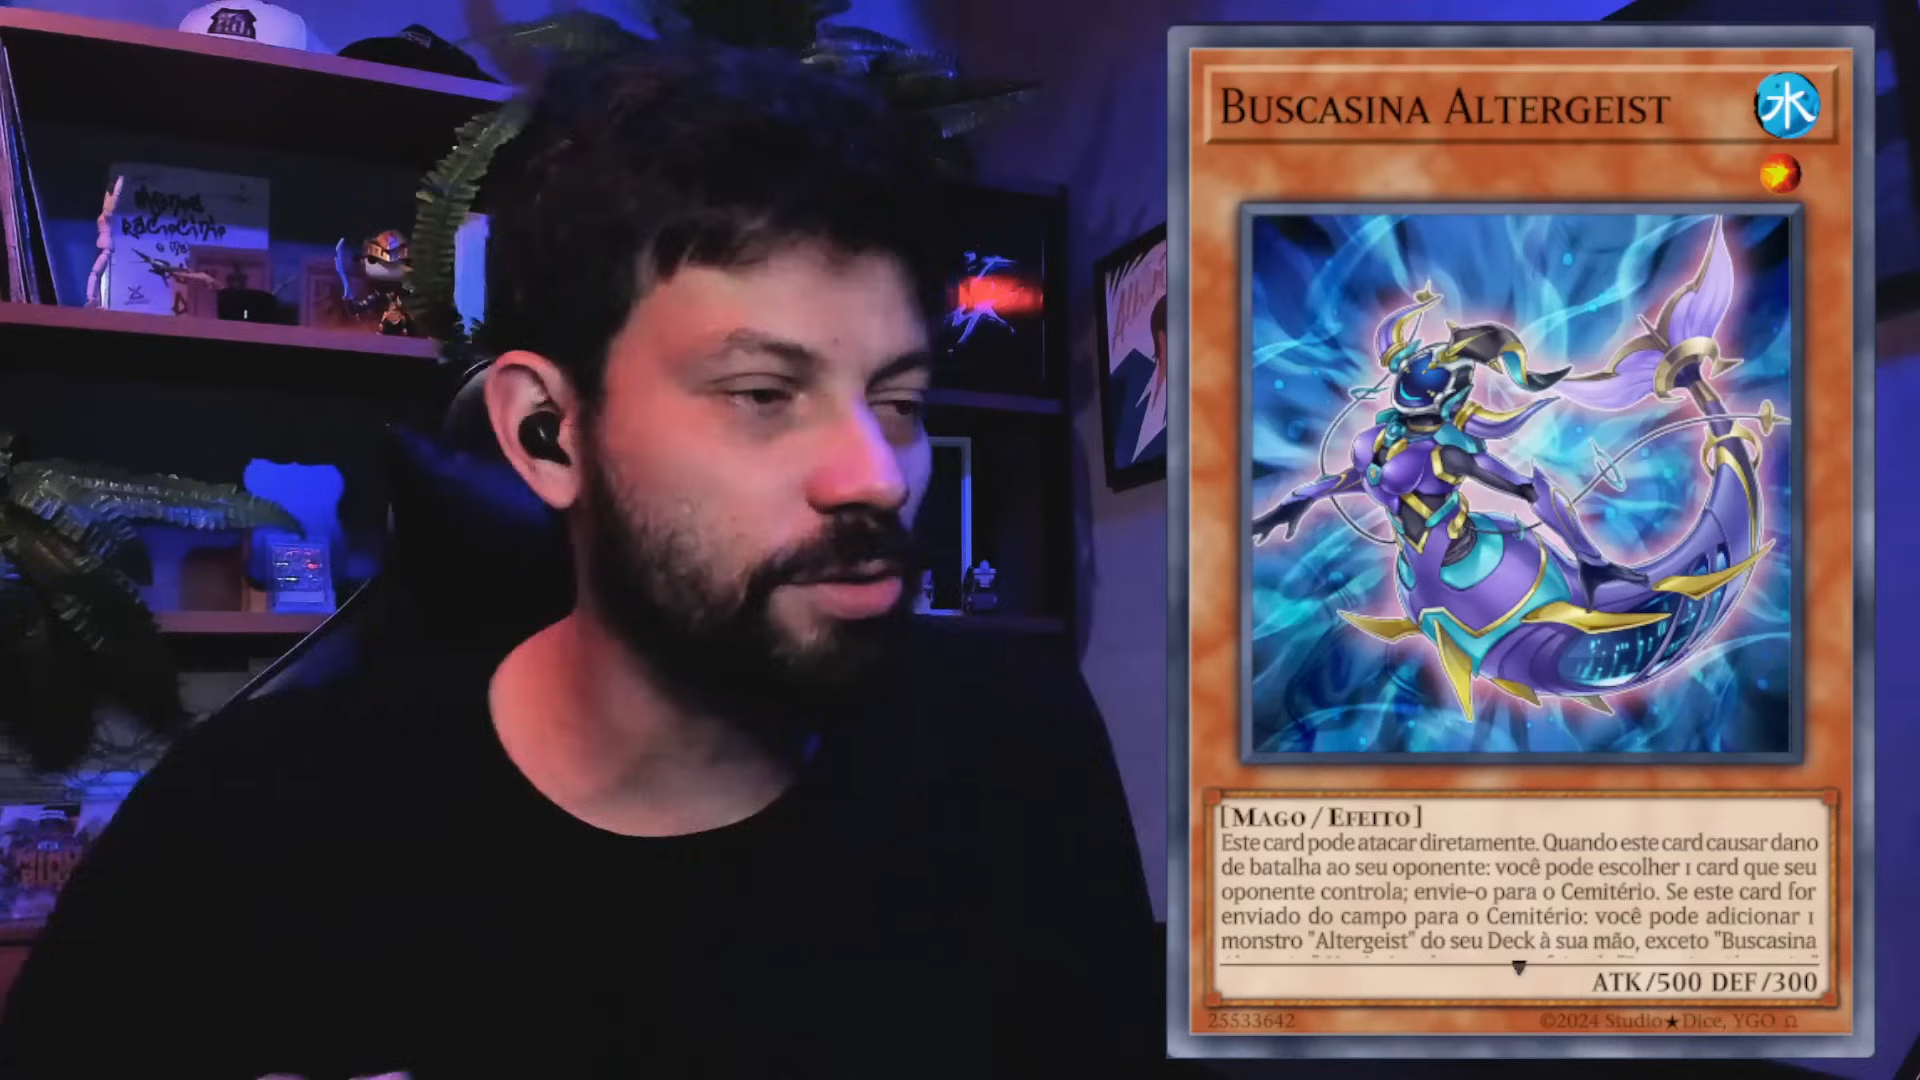 BUSCASINA ALTERGEIST
水
[MAGO / EFEITO]
Este card pode atacar diretamente. Quando este card causar dano
de batalha ao seu oponente: você pode escolher 1 card que seu
oponente controla; envie-o para o Cemitério. Se este card for
enviado do campo para o Cemitério: você pode adicionar 1
monstro "Altergeist" do seu Deck à sua mão, exceto "Buscasina
ATK/500 DEF/300
25533642
©2024 Studio★Dice, YGO Ω